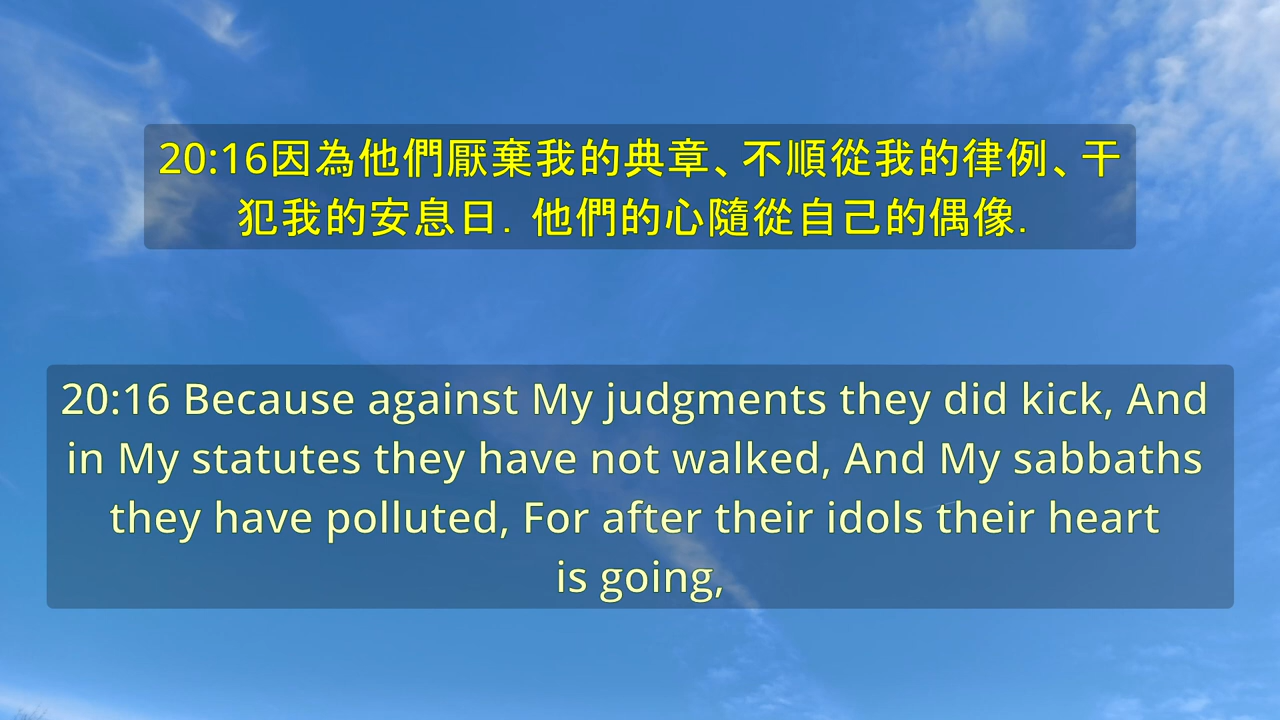 20:16因為他們厭棄我的典章、不順從我的律例、干
犯我的安息日. 他們的心隨從自己的偶像.
20:16 Because against My judgments they did kick, And
in My statutes they have not walked, And My sabbaths
they have polluted, For after their idols their heart
is going,